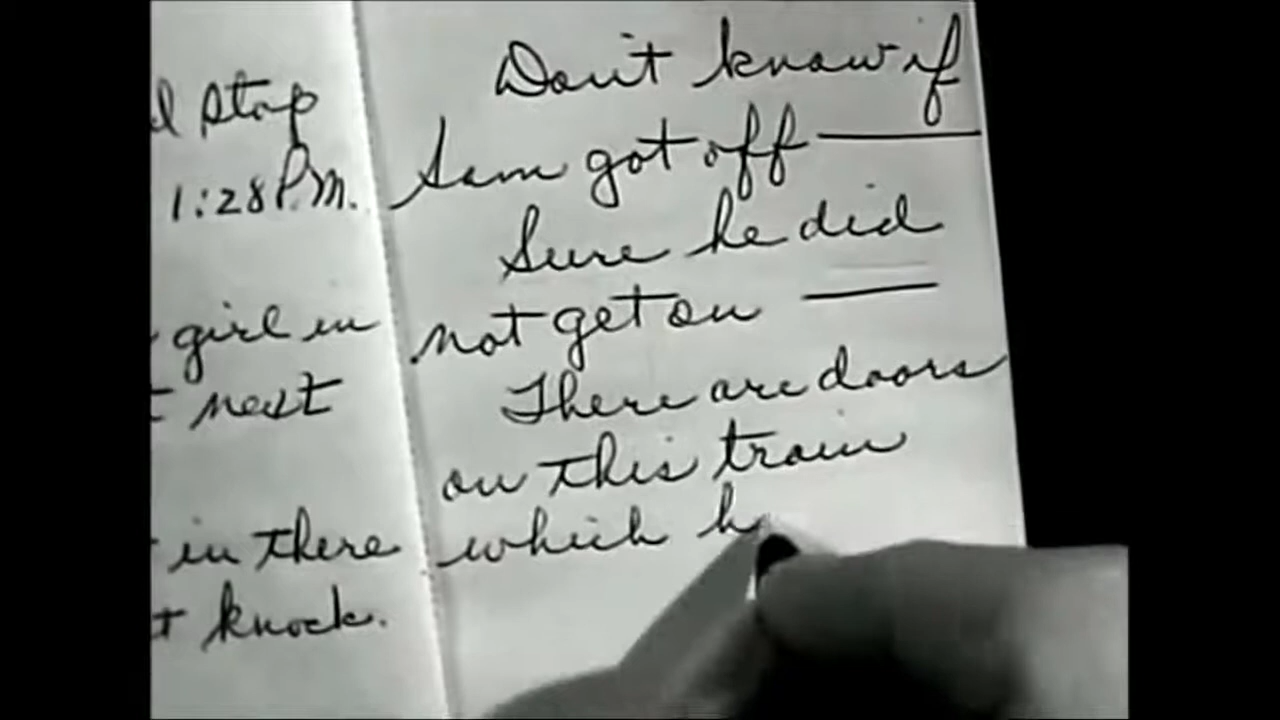 Stop
1:28 P.M.
girl in
next
in there
knock.
Don't know if
Sam got off —
Sure he did
not get on —
There are doors
on this train
which h